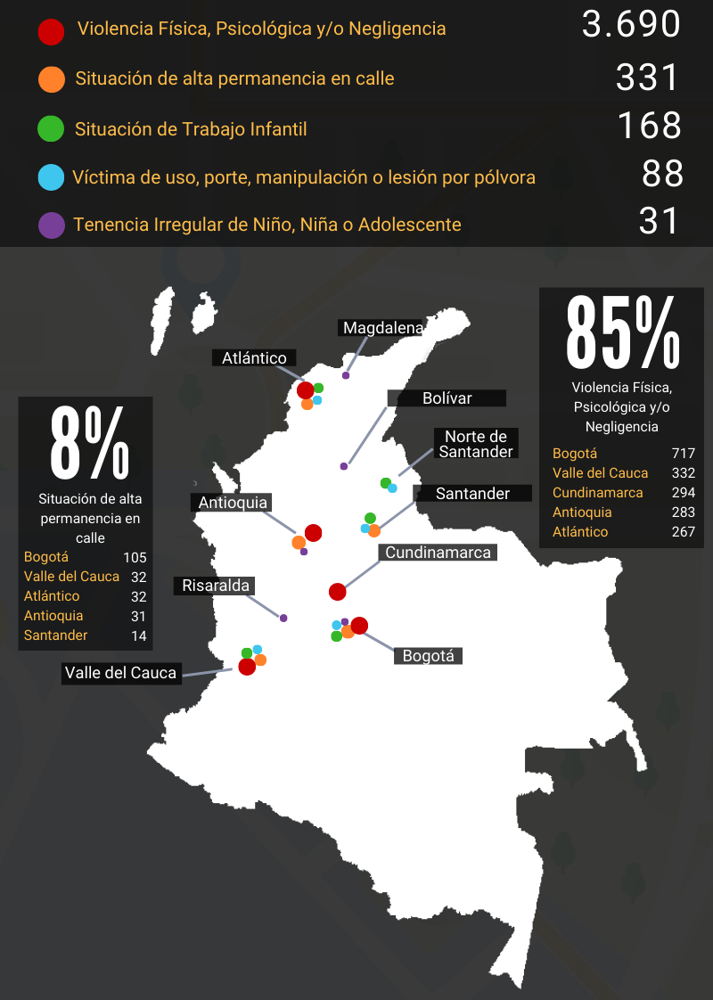 Violencia Física, Psicológica y/o Negligencia 3.690
Situación de alta permanencia en calle 331
Situación de Trabajo Infantil 168
Víctima de uso, porte, manipulación o lesión por pólvora 88
Tenencia Irregular de Niño, Niña o Adolescente 31
85%
Violencia Física,
Psicológica y/o
Negligencia
Bogotá 717
Valle del Cauca 332
Cundinamarca 294
Antioquia 283
Atlántico 267
8%
Situación de alta
permanencia en
calle
Bogotá 105
Valle del Cauca 32
Atlántico 32
Antioquia 31
Santander 14
Magdalena
Atlántico
Bolívar
Norte de
Santander
Santander
Antioquia
Cundinamarca
Risaralda
Bogotá
Valle del Cauca